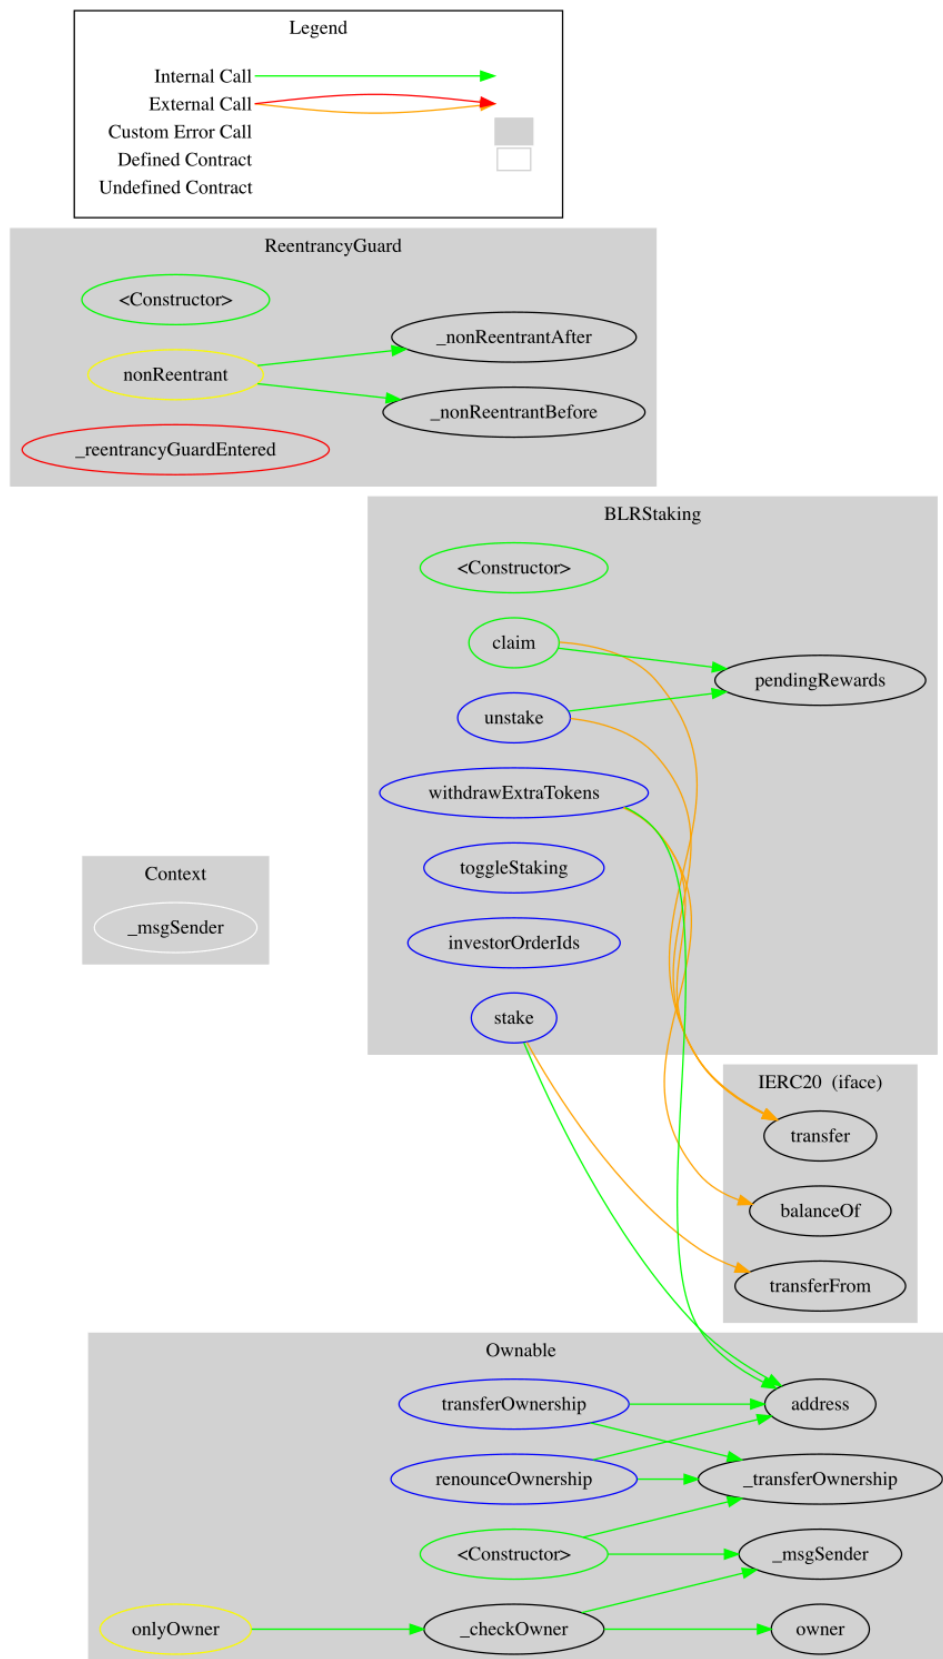 Legend
Internal Call
External Call
Custom Error Call
Defined Contract
Undefined Contract
ReentrancyGuard
<Constructor>
nonReentrant
_nonReentrantAfter
_nonReentrantBefore
_reentrancyGuardEntered
BLRStaking
<Constructor>
claim
pendingRewards
unstake
withdrawExtraTokens
toggleStaking
investorOrderIds
stake
Context
_msgSender
IERC20  (iface)
transfer
balanceOf
transferFrom
Ownable
transferOwnership
address
renounceOwnership
_transferOwnership
<Constructor>
_msgSender
onlyOwner
_checkOwner
owner